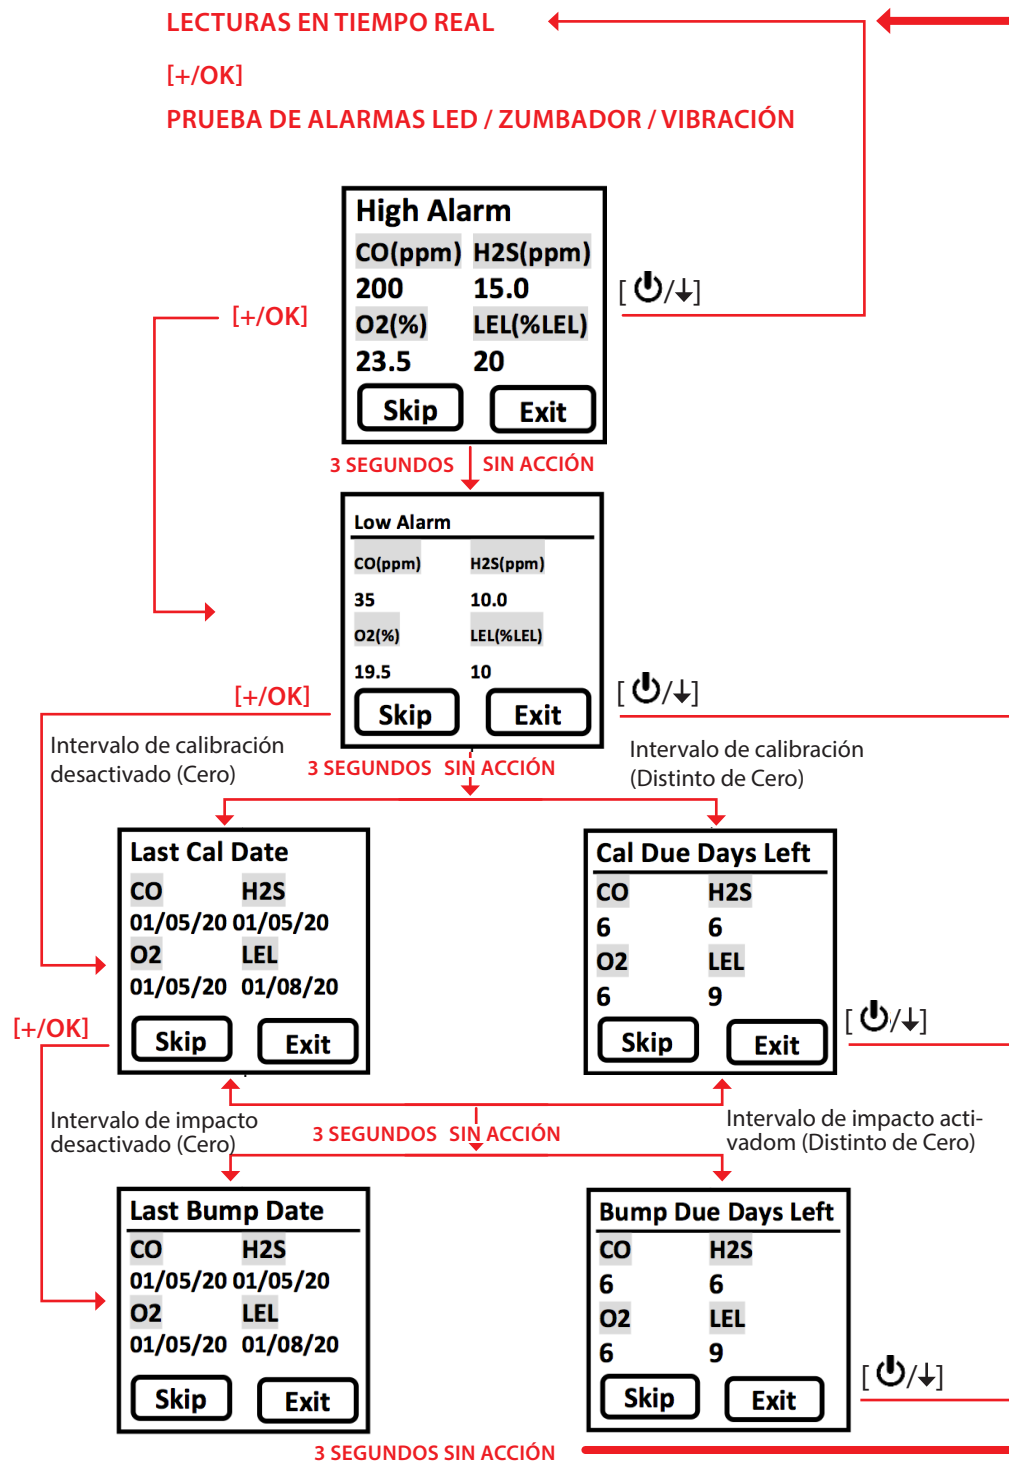 LECTURAS EN TIEMPO REAL
[+/OK]
PRUEBA DE ALARMAS LED / ZUMBADOR / VIBRACIÓN
High Alarm
CO(ppm) H2S(ppm)
200 15.0
[+/OK]
[ /↓]
O2(%) LEL(%LEL)
23.5 20
Skip Exit
3 SEGUNDOS SIN ACCIÓN
Low Alarm
CO(ppm) H2S(ppm)
35 10.0
O2(%) LEL(%LEL)
19.5 10
[+/OK]
[ /↓]
Skip Exit
Intervalo de calibración
desactivado (Cero)
3 SEGUNDOS SIN ACCIÓN
Intervalo de calibración
(Distinto de Cero)
Last Cal Date
CO H2S
01/05/20 01/05/20
O2 LEL
01/05/20 01/08/20
Skip Exit
Cal Due Days Left
CO H2S
6 6
O2 LEL
6 9
Skip Exit
[+/OK]
[ /↓]
Intervalo de impacto
desactivado (Cero)
3 SEGUNDOS SIN ACCIÓN
Intervalo de impacto acti-
vadom (Distinto de Cero)
Last Bump Date
CO H2S
01/05/20 01/05/20
O2 LEL
01/05/20 01/08/20
Skip Exit
Bump Due Days Left
CO H2S
6 6
O2 LEL
6 9
Skip Exit
[ /↓]
3 SEGUNDOS SIN ACCIÓN